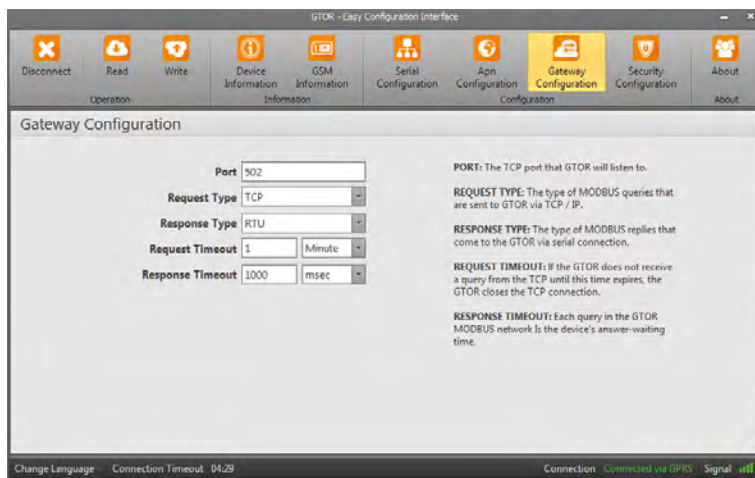 GTOR - Easy Configuration Interface
Disconnect Read Write Device Information GSM Information Serial Configuration Apn Configuration Gateway Configuration Security Configuration About
Operation Information Configuration About
Gateway Configuration
Port 502
Request Type TCP
Response Type RTU
Request Timeout 1 Minute
Response Timeout 1000 msec
PORT: The TCP port that GTOR will listen to.
REQUEST TYPE: The type of MODBUS queries that
are sent to GTOR via TCP / IP.
RESPONSE TYPE: The type of MODBUS replies that
come to the GTOR via serial connection.
REQUEST TIMEOUT: If the GTOR does not receive
a query from the TCP until this time expires, the
GTOR closes the TCP connection.
RESPONSE TIMEOUT: Each query in the GTOR
MODBUS network Is the device's answer-waiting
time.
Change Language Connection Timeout 04:29 Connection Connected via GPRS Signal